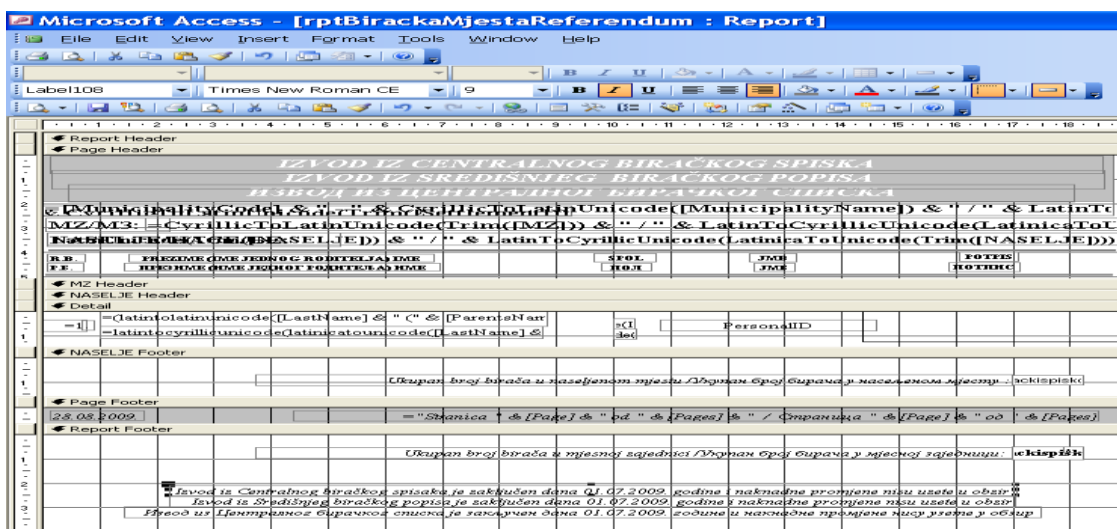 Microsoft Access - [rptBirackaMjestaReferendum : Report]
File Edit View Insert Format Tools Window Help
Label108 Times New Roman CE 9 B I U
Report Header
Page Header
IZVOD IZ CENTRALNOG BIRAČKOG SPISKA
IZVOD IZ SREDIŠNJEG BIRAČKOG POPISA
ИЗВОД ИЗ ЦЕНТРАЛНОГ БИРАЧКОГ СПИСКА
CyrillicToLatinUnicode([MunicipalityName]) & " / " & LatinTo
MZ/МЗ: =CyrillicToLatinUnicode(Trim([MZ])) & " / " & LatinToCyrillicUnicode(LatinicaToU
[NASELJE])) & " / " & LatinToCyrillicUnicode(LatinicaToUnicode(Trim([NASELJE])))
R.B. PREZIME (IME JEDNOG RODITELJA) IME SPOL JMB POTPIS
Р.Б. ПРЕЗИМЕ (ИМЕ ЈЕДНОГ РОДИТЕЉА) ИМЕ ПОЛ ЈМБ ПОТПИС
MZ Header
NASELJE Header
Detail
=1 =(latintolatinunicode([LastName] & " (" & [ParentsNam PersonalID
=latintocyrillicunicode(latinicatounicode([LastName] &
NASELJE Footer
Ukupan broj birača u naseljenom mjestu /Укупан број бирача у насељеном мјесту : ackispisko
Page Footer
28.08.2009. ="Stranica " & [Page] & " od " & [Pages] & " / Страница " & [Page] & " од " & [Pages]
Report Footer
Ukupan broj birača u mjesnoj zajednici /Укупан број бирача у мјесној заједници: ackispisk
Izvod iz Centralnog biračkog spisaka je zaključen dana 01.07.2009. godine i naknadne promjene nisu uzete u obzir
Izvod iz Središnjeg biračkog popisa je zaključen dana 01.07.2009. godine i naknadne promjene nisu uzete u obzir
Извод из Централног бирачког списка је закључен дана 01.07.2009. године и накнадне промјене нису узете у обзир